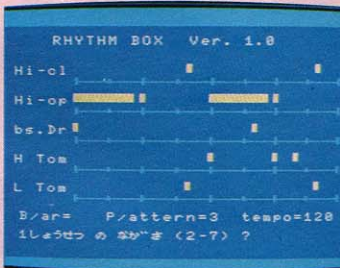 RHYTHM BOX Ver. 1.0
Hi-cl
Hi-op
bs.Dr
H Tom
L Tom
B/ar= P/attern=3 tempo=120
1しょうせつ の なか゛さ <2-7> ?